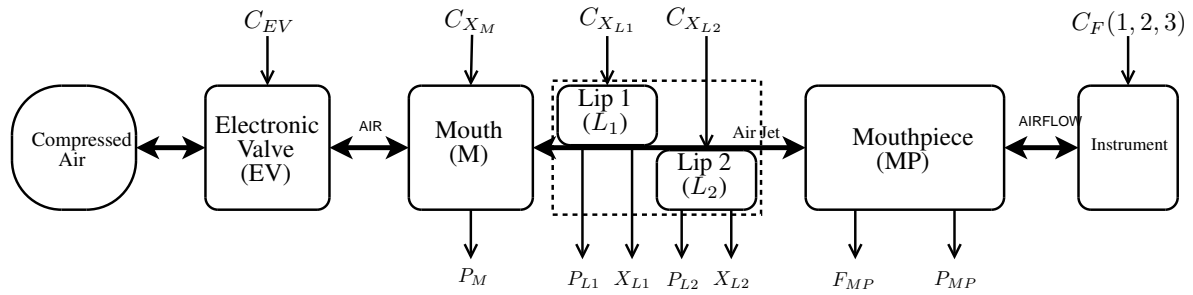 C_{EV}
C_{X_M}
C_{X_{L1}}
C_{X_{L2}}
C_F(1, 2, 3)
Compressed
Air
Electronic
Valve
(EV)
AIR
Mouth
(M)
Lip 1
(L_1)
Lip 2
(L_2)
Air Jet
Mouthpiece
(MP)
AIRFLOW
Instrument
P_M
P_{L1}
X_{L1}
P_{L2}
X_{L2}
F_{MP}
P_{MP}